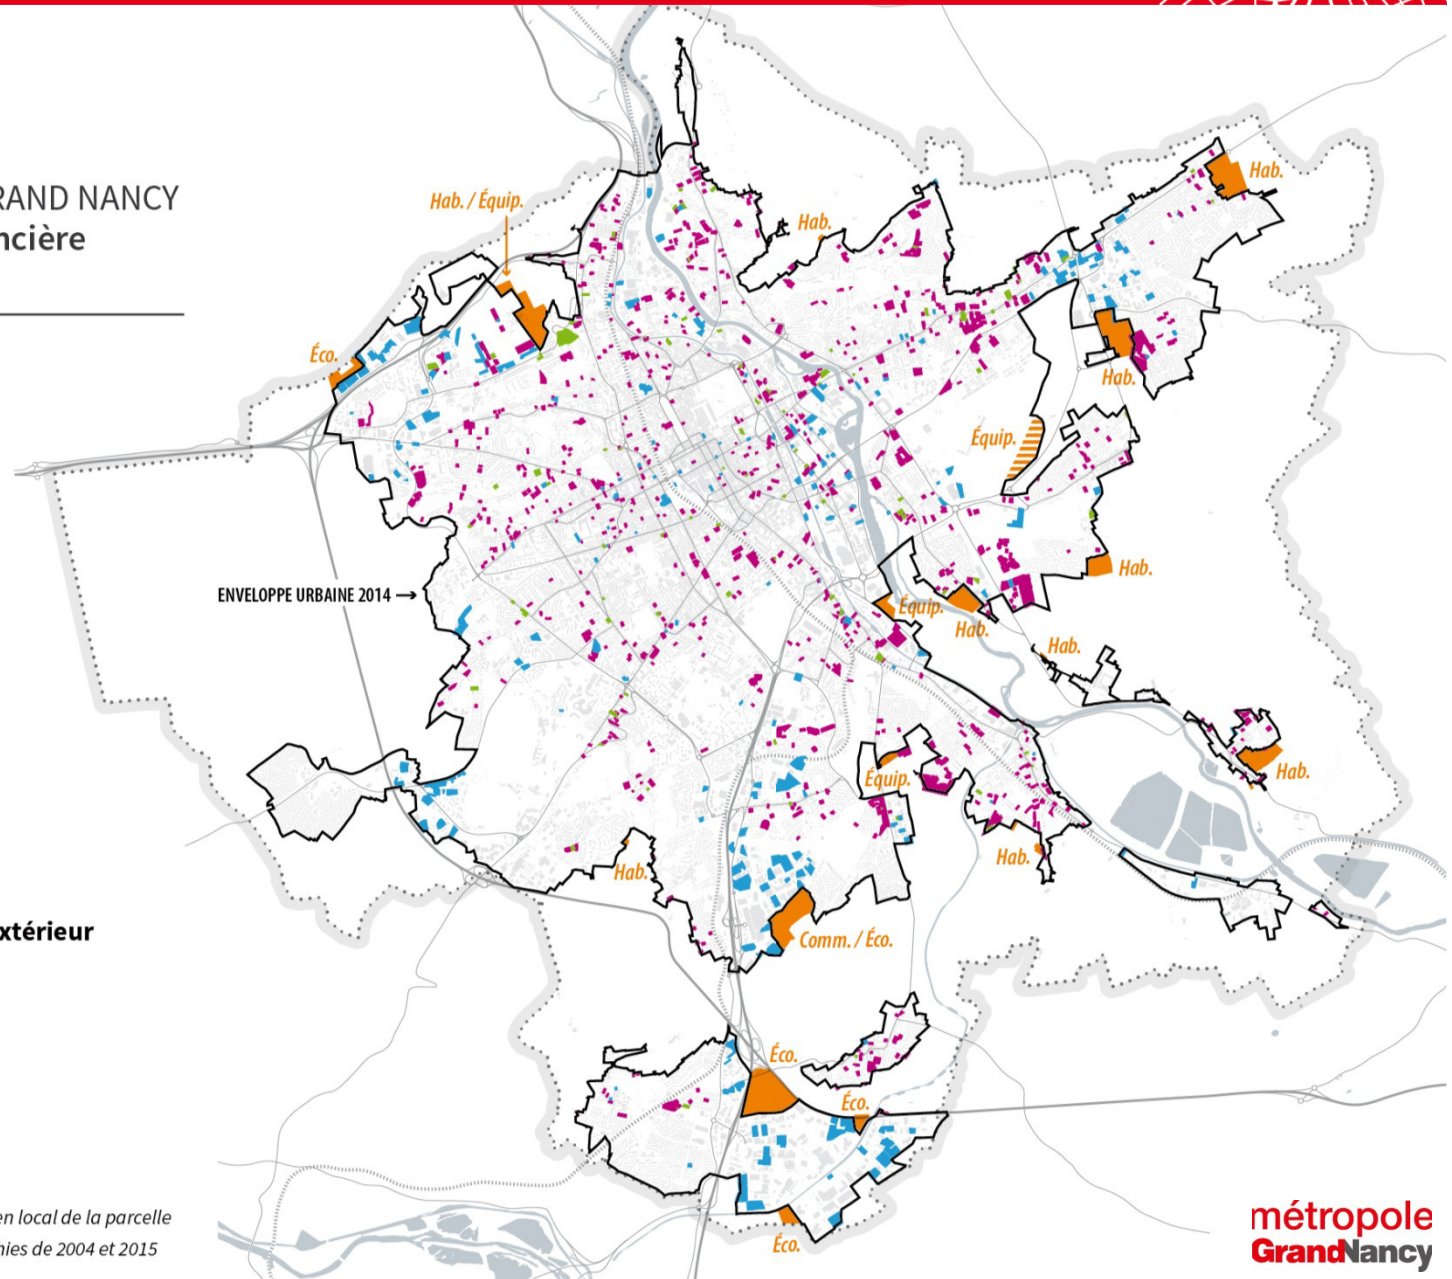 RAND NANCY
ncière
Hab. / Équip.
Hab.
Hab.
Éco.
Hab.
Équip.
ENVELOPPE URBAINE 2014 →
Hab.
Équip.
Hab.
Hab.
Équip.
Hab.
Hab.
Hab.
xtérieur
Comm. / Éco.
Éco.
Éco.
en local de la parcelle
nies de 2004 et 2015
Éco.
métropole
GrandNancy